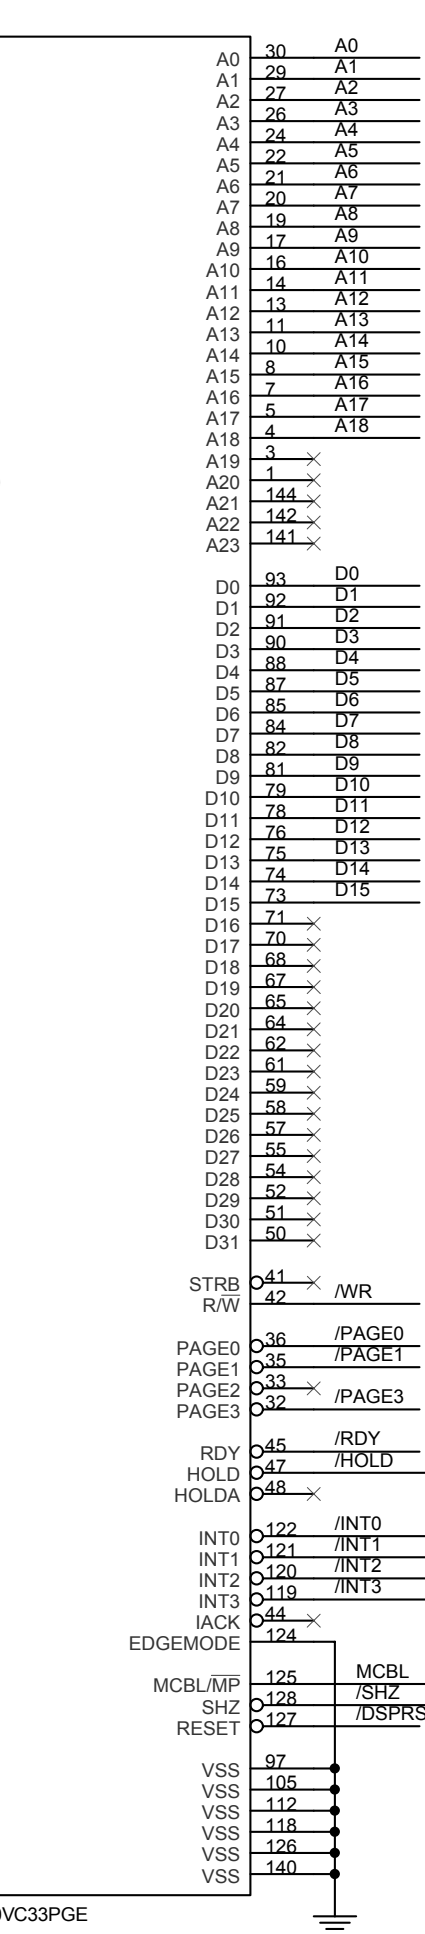 A0 30 A0
A1 29 A1
A2 27 A2
A3 26 A3
A4 24 A4
A5 22 A5
A6 21 A6
A7 20 A7
A8 19 A8
A9 17 A9
A10 16 A10
A11 14 A11
A12 13 A12
A13 11 A13
A14 10 A14
A15 8 A15
A16 7 A16
A17 5 A17
A18 4 A18
A19 3
A20 1
A21 144
A22 142
A23 141
D0 93 D0
D1 92 D1
D2 91 D2
D3 90 D3
D4 88 D4
D5 87 D5
D6 85 D6
D7 84 D7
D8 82 D8
D9 81 D9
D10 79 D10
D11 78 D11
D12 76 D12
D13 75 D13
D14 74 D14
D15 73 D15
D16 71
D17 70
D18 68
D19 67
D20 65
D21 64
D22 62
D23 61
D24 59
D25 58
D26 57
D27 55
D28 54
D29 52
D30 51
D31 50
STRB 41
R/W̅ 42 /WR
PAGE0 36 /PAGE0
PAGE1 35 /PAGE1
PAGE2 33
PAGE3 32 /PAGE3
RDY 45 /RDY
HOLD 47 /HOLD
HOLDA 48
INT0 122 /INT0
INT1 121 /INT1
INT2 120 /INT2
INT3 119 /INT3
IACK 44
EDGEMODE 124
MCBL/M̅P̅ 125 MCBL
SHZ 128 /SHZ
RESET 127 /DSPRS
VSS 97
VSS 105
VSS 112
VSS 118
VSS 126
VSS 140
VC33PGE